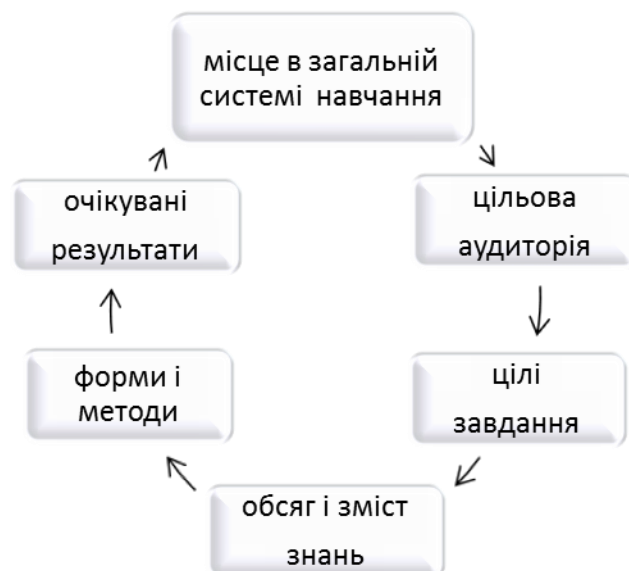 місце в загальній
системі навчання
цільова
аудиторія
цілі
завдання
обсяг і зміст
знань
форми і
методи
очікувані
результати